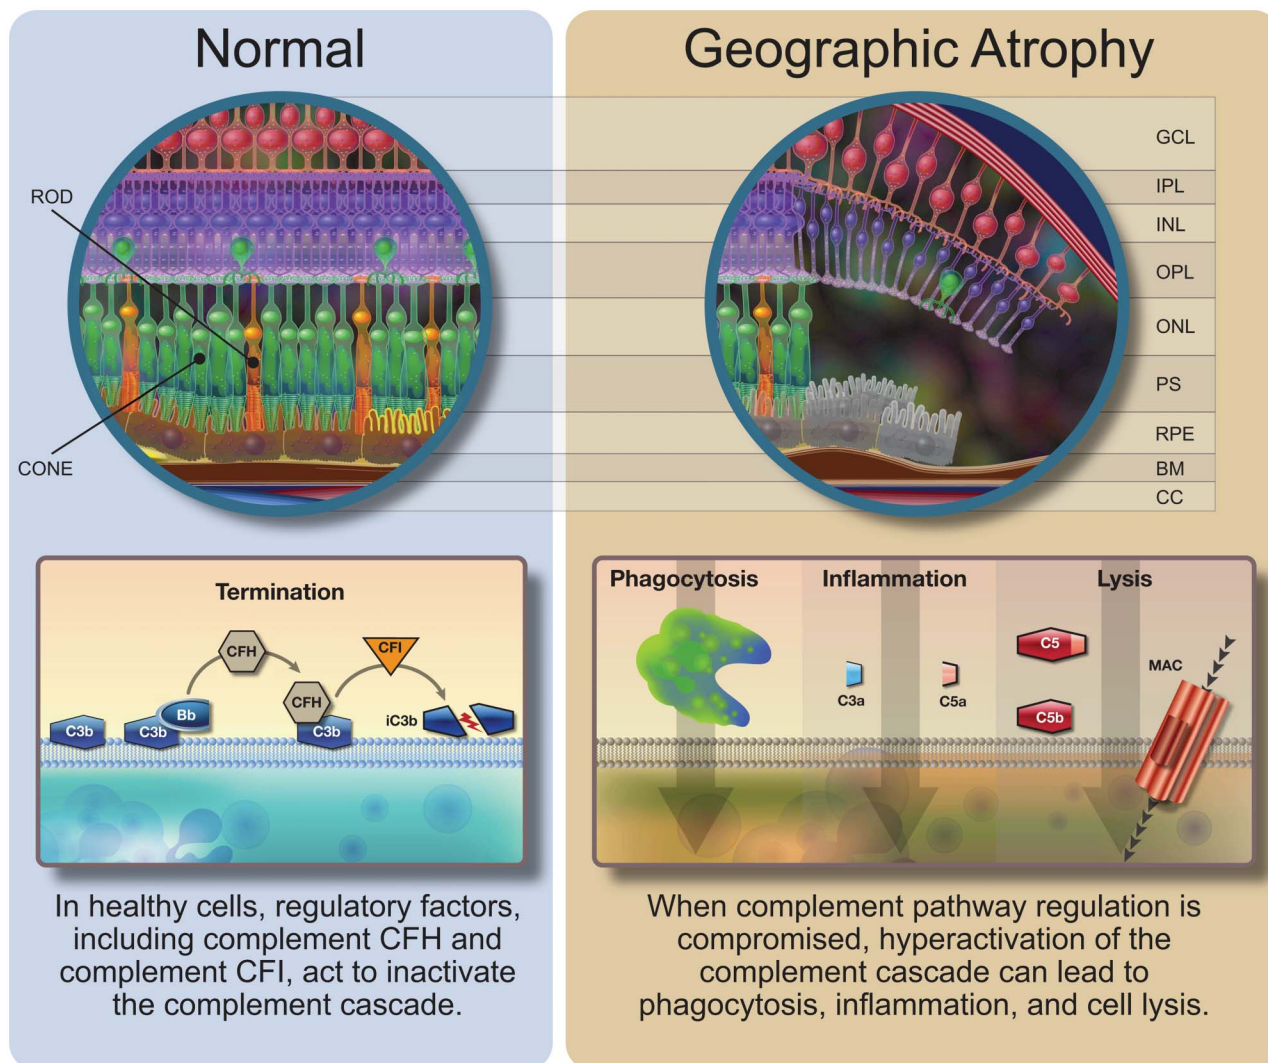 Normal
Geographic Atrophy
ROD
CONE
GCL
IPL
INL
OPL
ONL
PS
RPE
BM
CC
Termination
CFH
CFI
CFH
C3b
C3b
Bb
C3b
iC3b
Phagocytosis
Inflammation
Lysis
C3a
C5a
C5
C5b
MAC
In healthy cells, regulatory factors,
including complement CFH and
complement CFI, act to inactivate
the complement cascade.
When complement pathway regulation is
compromised, hyperactivation of the
complement cascade can lead to
phagocytosis, inflammation, and cell lysis.